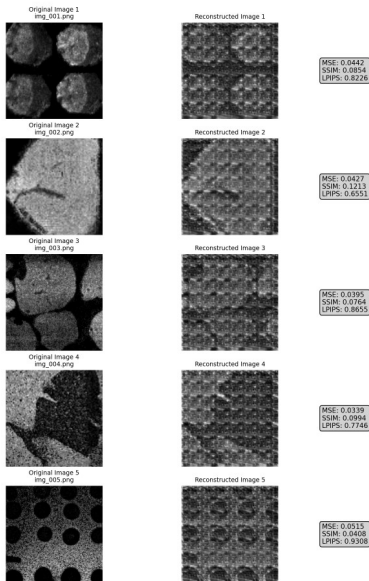 Original Image 1
img_001.png
Reconstructed Image 1
MSE: 0.0442
SSIM: 0.0854
LPIPS: 0.8226
Original Image 2
img_002.png
Reconstructed Image 2
MSE: 0.0427
SSIM: 0.1213
LPIPS: 0.6551
Original Image 3
img_003.png
Reconstructed Image 3
MSE: 0.0395
SSIM: 0.0764
LPIPS: 0.8655
Original Image 4
img_004.png
Reconstructed Image 4
MSE: 0.0339
SSIM: 0.0994
LPIPS: 0.7746
Original Image 5
img_005.png
Reconstructed Image 5
MSE: 0.0515
SSIM: 0.0408
LPIPS: 0.9308